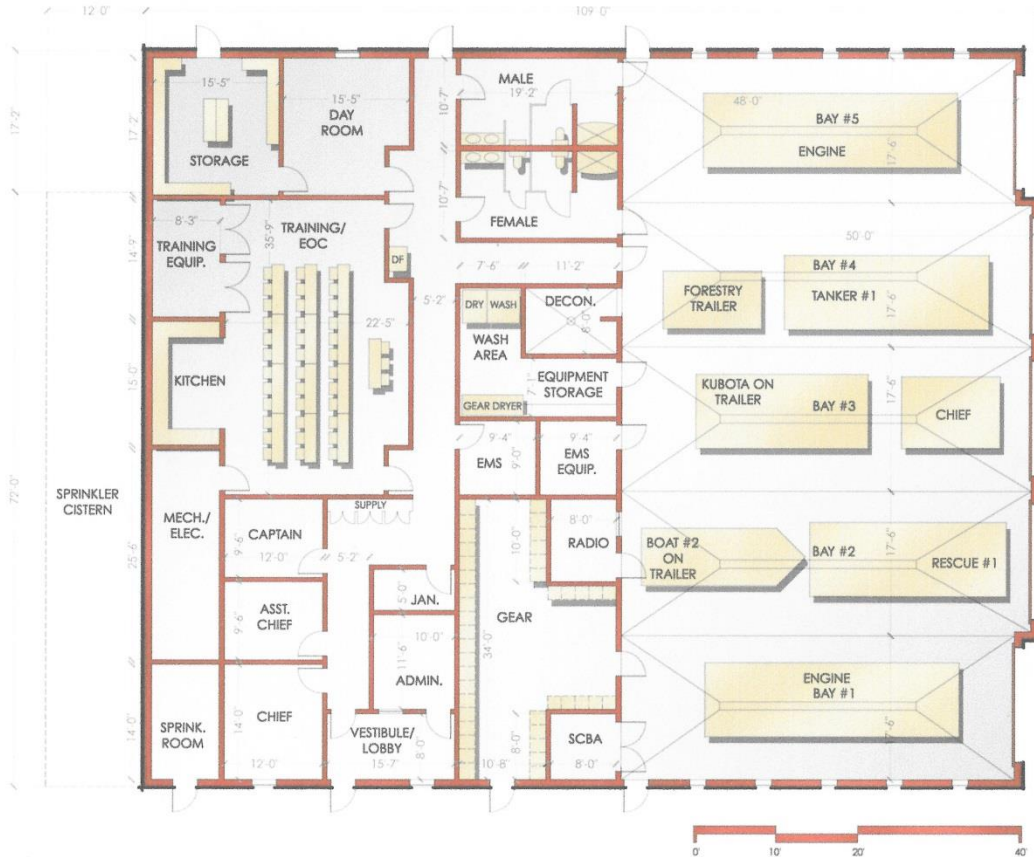 12'-0"
109'-0"
17'-2"
72'-0"
SPRINKLER
CISTERN
15'-5"
17'-2"
STORAGE
15'-5"
DAY
ROOM
10'-7"
MALE
19'-2"
10'-7"
FEMALE
48'-0"
BAY #5
ENGINE
17'-6"
8'-3"
14'-9"
TRAINING
EQUIP.
35'-9"
TRAINING/
EOC
DF
22'-5"
5'-2"
7'-6"
11'-2"
50'-0"
BAY #4
TANKER #1
FORESTRY
TRAILER
17'-6"
DRY
WASH
DECON.
8'-0"
WASH
AREA
7'-1"
EQUIPMENT
STORAGE
GEAR DRYER
15'-0"
KITCHEN
KUBOTA ON
TRAILER
BAY #3
CHIEF
17'-6"
9'-4"
9'-0"
EMS
9'-4"
EMS
EQUIP.
25'-6"
MECH./
ELEC.
SUPPLY
CAPTAIN
9'-6"
12'-0"
5'-2"
10'-0"
8'-0"
RADIO
BOAT #2
ON
TRAILER
BAY #2
RESCUE #1
17'-6"
9'-6"
ASST.
CHIEF
5'-0"
JAN.
10'-0"
11'-6"
ADMIN.
GEAR
34'-0"
14'-0"
SPRINK.
ROOM
14'-0"
CHIEF
12'-0"
VESTIBULE/
LOBBY
15'-7"
8'-0"
10'-8"
8'-0"
SCBA
8'-0"
ENGINE
BAY #1
17'-6"
0'
10'
20'
40'